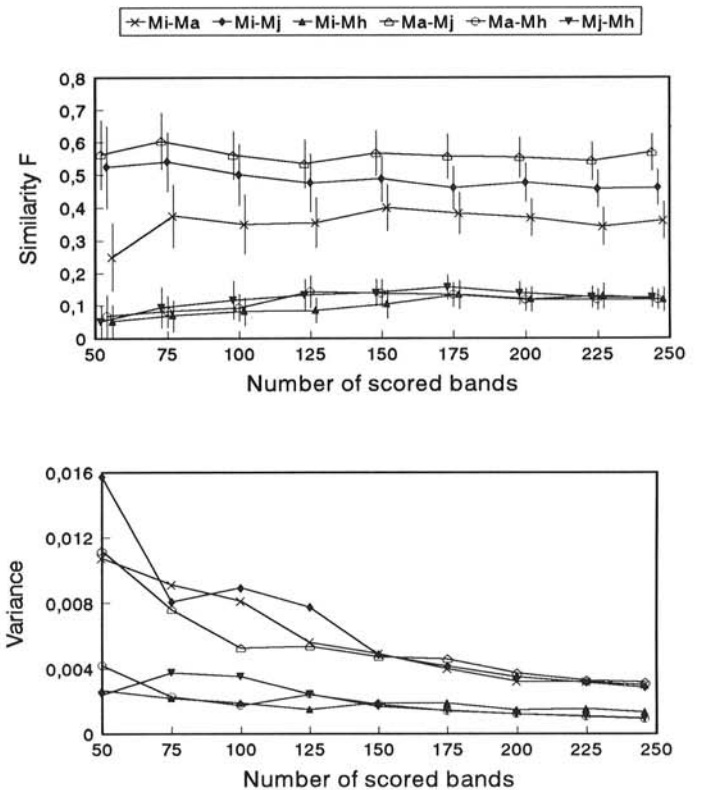 Mi-Ma Mi-Mj Mi-Mh Ma-Mj Ma-Mh Mj-Mh
0,8
0,7
0,6
0,5
0,4
0,3
0,2
0,1
0
Similarity F
50 75 100 125 150 175 200 225 250
Number of scored bands
0,016
0,012
0,008
0,004
0
Variance
50 75 100 125 150 175 200 225 250
Number of scored bands